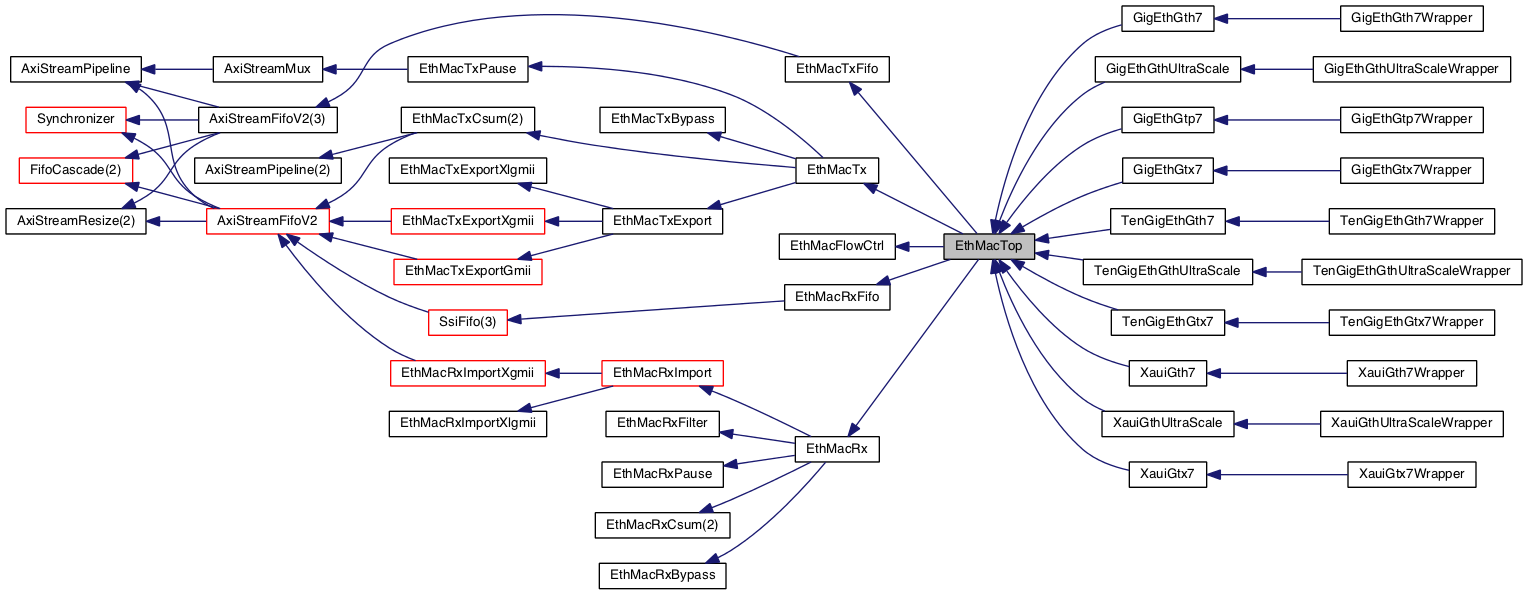 GigEthGth7
GigEthGth7Wrapper
AxiStreamPipeline
AxiStreamMux
EthMacTxPause
EthMacTxFifo
GigEthGthUltraScale
GigEthGthUltraScaleWrapper
Synchronizer
AxiStreamFifoV2(3)
EthMacTxCsum(2)
EthMacTxBypass
GigEthGtp7
GigEthGtp7Wrapper
FifoCascade(2)
AxiStreamPipeline(2)
EthMacTxExportXlgmii
EthMacTx
GigEthGtx7
GigEthGtx7Wrapper
AxiStreamResize(2)
AxiStreamFifoV2
EthMacTxExportXgmii
EthMacTxExport
TenGigEthGth7
TenGigEthGth7Wrapper
EthMacFlowCtrl
EthMacTop
EthMacTxExportGmii
TenGigEthGthUltraScale
TenGigEthGthUltraScaleWrapper
EthMacRxFifo
SsiFifo(3)
TenGigEthGtx7
TenGigEthGtx7Wrapper
EthMacRxImportXgmii
EthMacRxImport
XauiGth7
XauiGth7Wrapper
EthMacRxImportXlgmii
EthMacRxFilter
XauiGthUltraScale
XauiGthUltraScaleWrapper
EthMacRx
EthMacRxPause
XauiGtx7
XauiGtx7Wrapper
EthMacRxCsum(2)
EthMacRxBypass